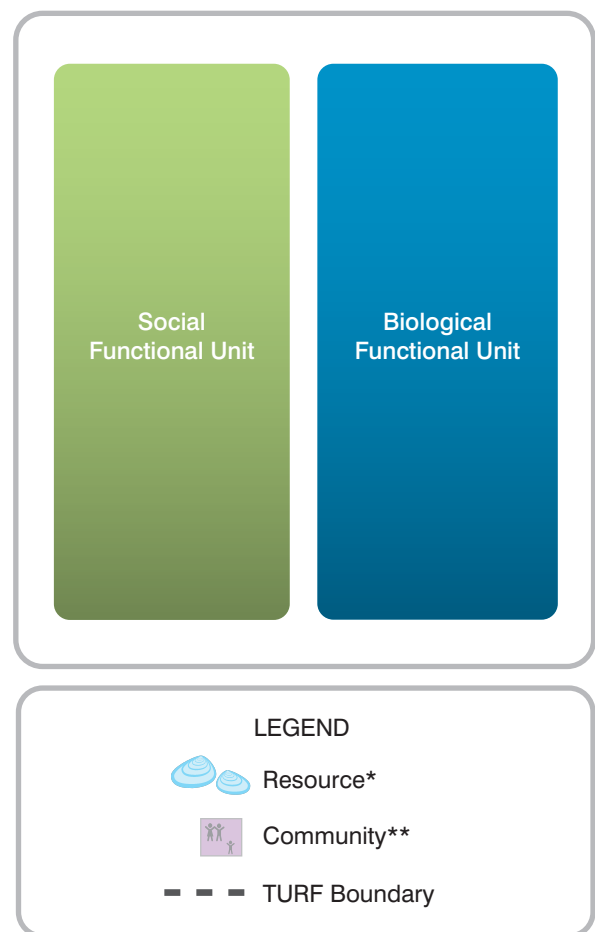 Social
Functional Unit
Biological
Functional Unit
LEGEND
Resource*
Community**
TURF Boundary